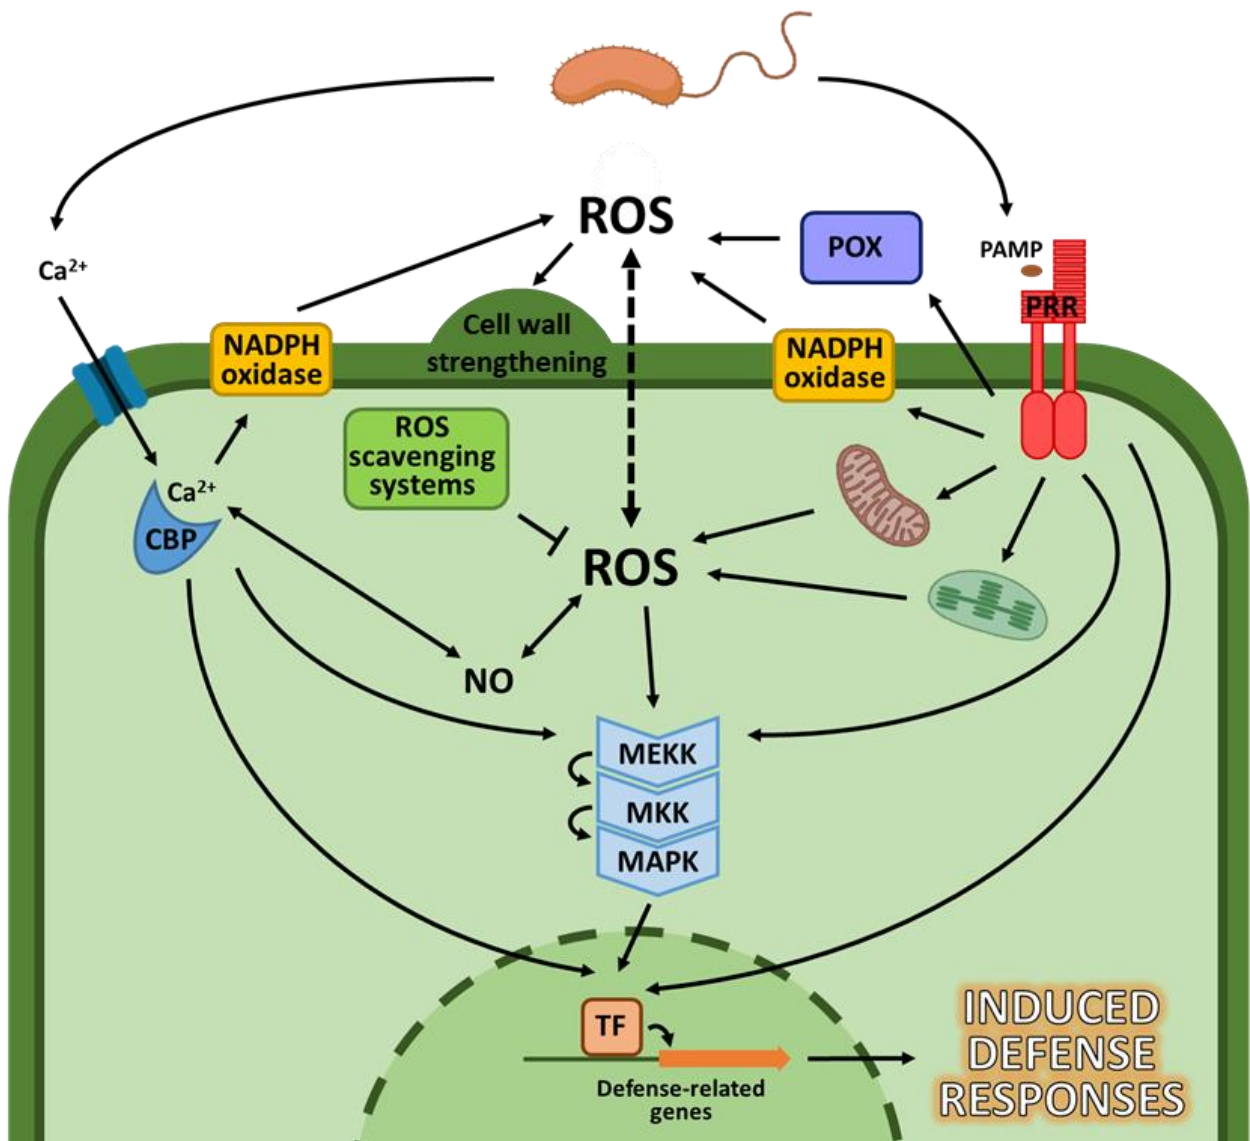 ROS
POX
PAMP
Ca²⁺
PRR
Cell wall
strengthening
NADPH
oxidase
NADPH
oxidase
ROS
scavenging
systems
Ca²⁺
CBP
ROS
NO
MEKK
MKK
MAPK
TF
Defense-related
genes
INDUCED
DEFENSE
RESPONSES